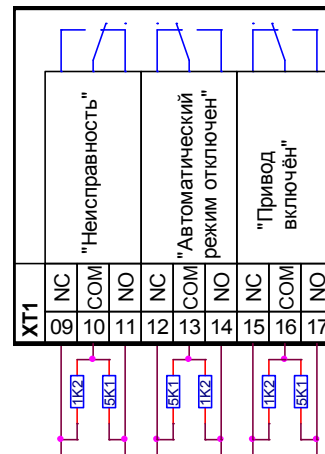 "Неисправность"
"Автоматический
режим отключен"
"Привод
включён"
XT1
NC COM NO NC COM NO NC COM NO
09 10 11 12 13 14 15 16 17
1K2 5K1 5K1 1K2 1K2 5K1